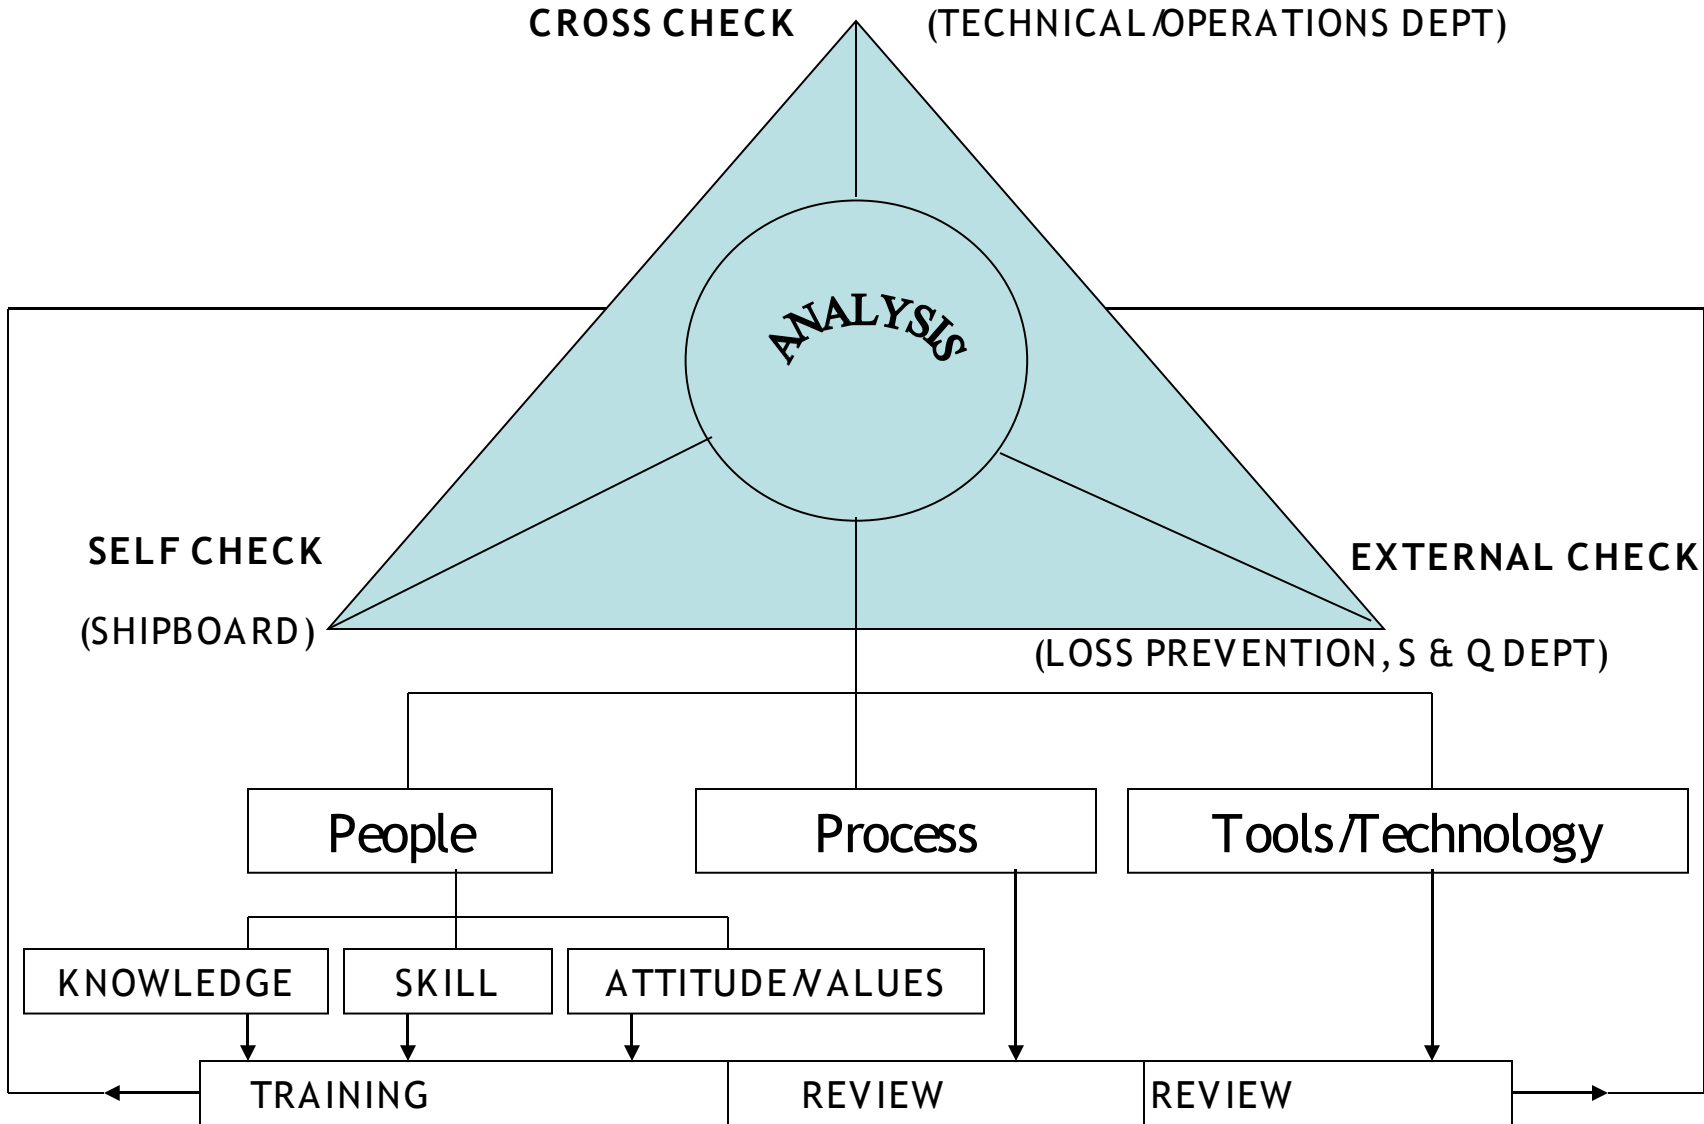 CROSS CHECK (TECHNICAL/OPERATIONS DEPT)
ANALYSIS
SELF CHECK
EXTERNAL CHECK
(SHIPBOARD)
(LOSS PREVENTION, S & Q DEPT)
People
Process
Tools/Technology
KNOWLEDGE
SKILL
ATTITUDE/VALUES
TRAINING
REVIEW
REVIEW